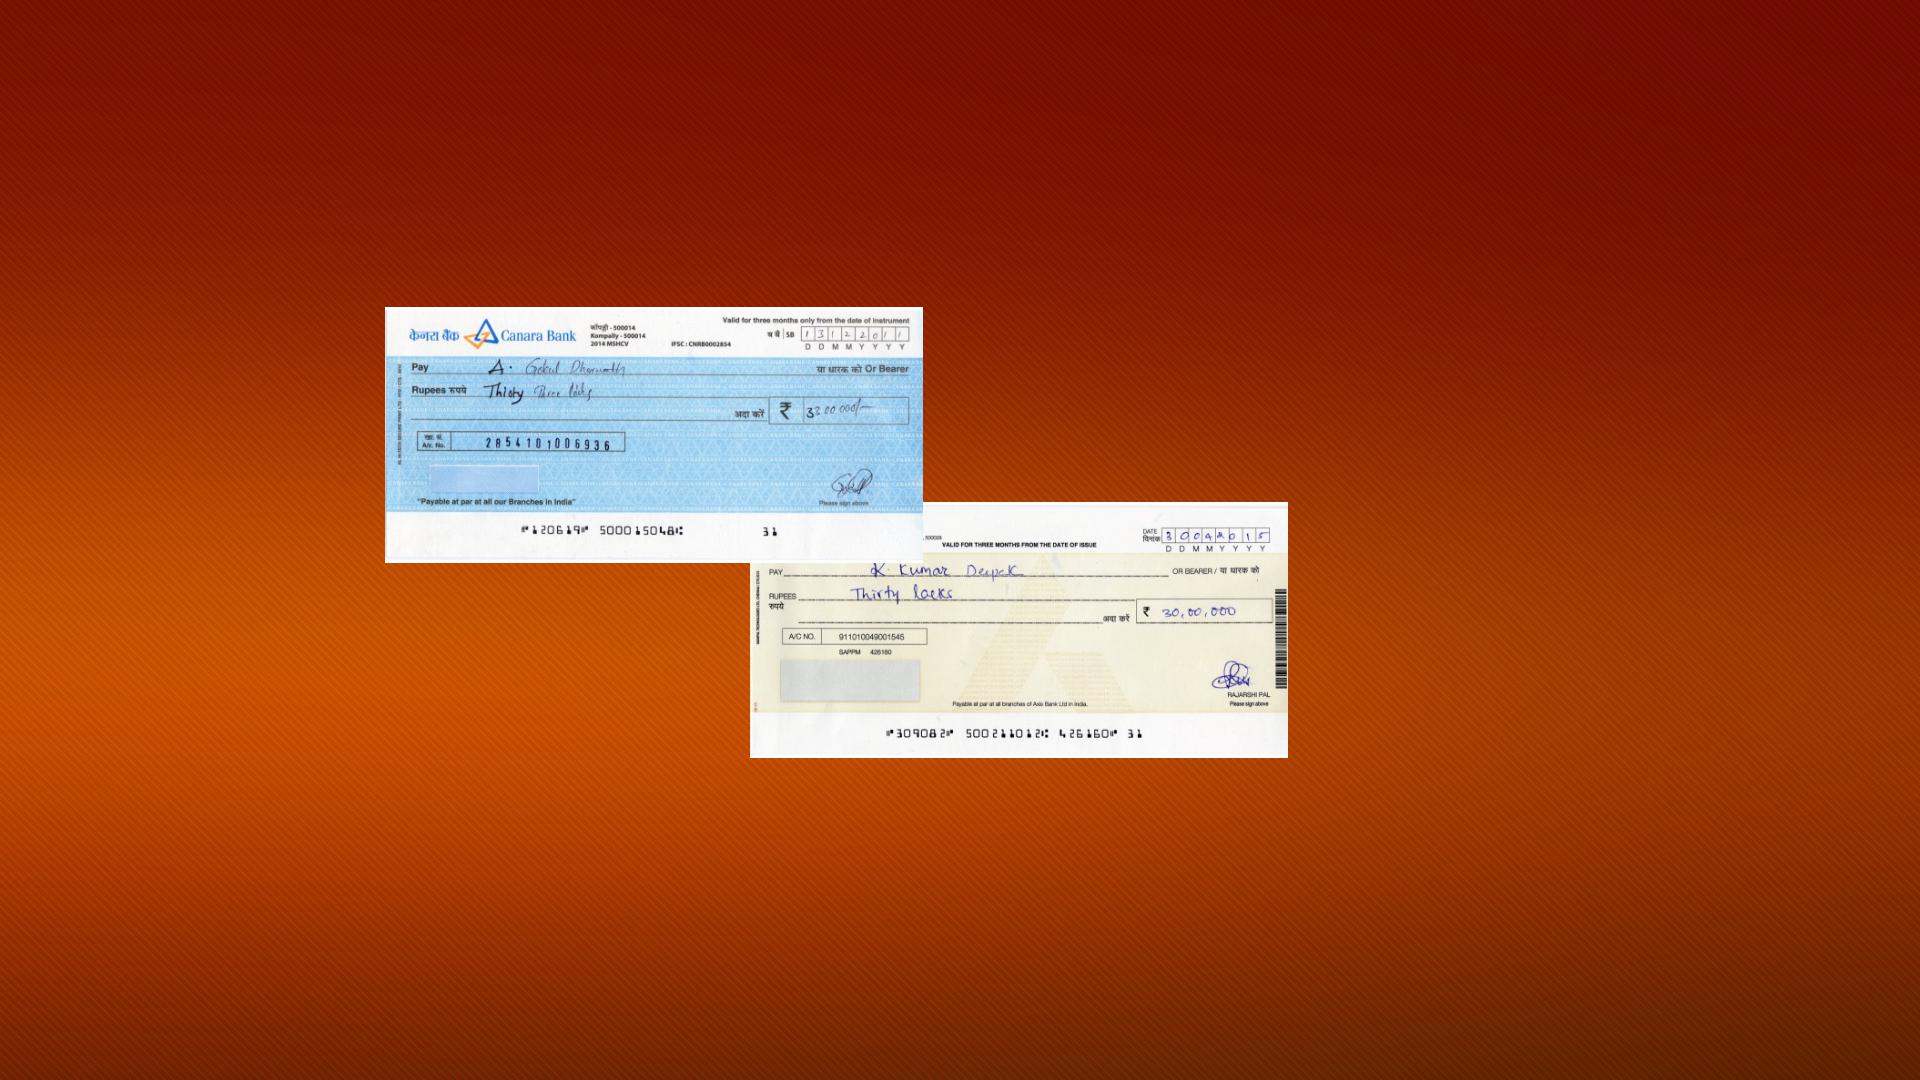 केनरा बैंक Canara Bank
कोंपल्ली - 500014
Kompally - 500014
2014 MSHCV
IFSC : CNRB0002854
Valid for three months only from the date of Instrument
ब चै | SB 1 3 1 2 2 0 1 1
D D M M Y Y Y Y
Pay A. Gokul या धारक को Or Bearer
Rupees रुपये Thirty Three lacks
अदा करें ₹ 3300000/-
खा. सं.
A/c. No. 2854101006936
"Payable at par at all our Branches in India"
Please sign above
⑈120619⑈ 500015048⑆ 31
VALID FOR THREE MONTHS FROM THE DATE OF ISSUE
DATE
दिनांक 3 0 0 4 2 0 1 5
D D M M Y Y Y Y
PAY K. Kumar Deepak OR BEARER / या धारक को
RUPEES Thirty lacks
रुपये
अदा करें ₹ 30,00,000
A/C NO. 911010049001545
SAPPM 426160
RAJARSHI PAL
Payable at par at all branches of Axis Bank Ltd in India.
Please sign above
⑈309082⑈ 500211012⑆ 426160⑈ 31